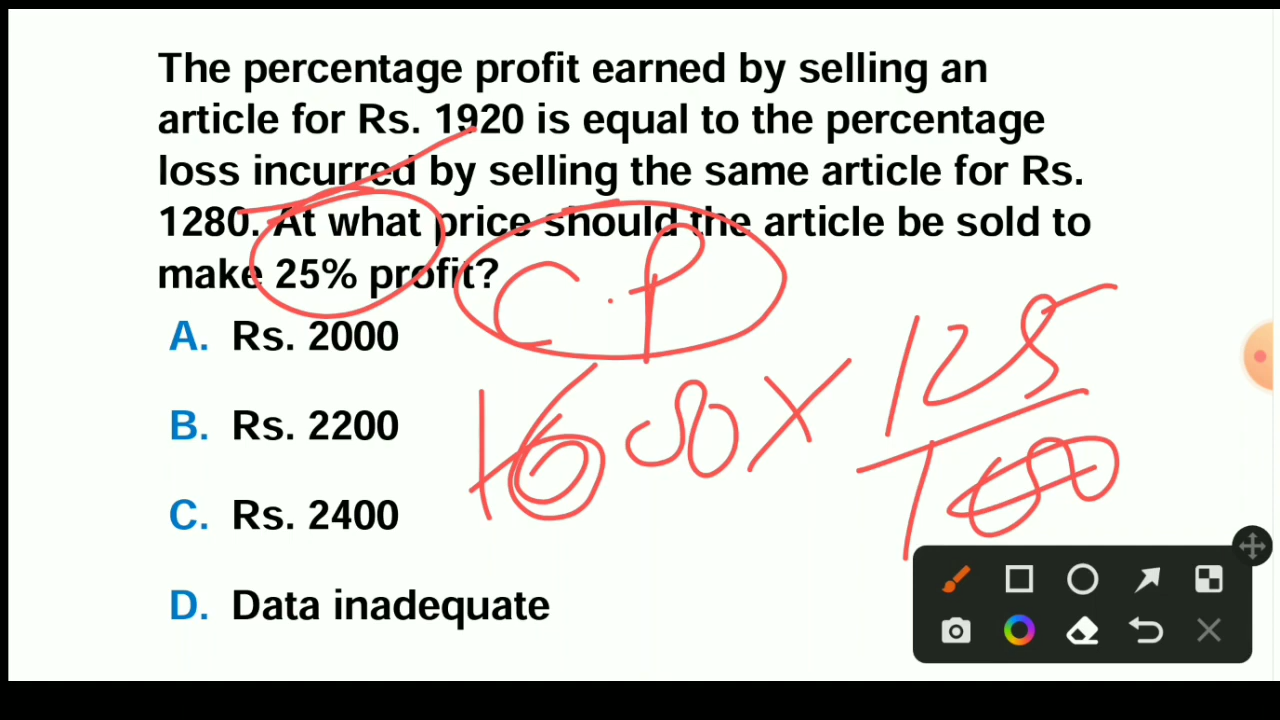 The percentage profit earned by selling an
article for Rs. 1920 is equal to the percentage
loss incurred by selling the same article for Rs.
1280. At what price should the article be sold to
make 25% profit?
C.P
A. Rs. 2000
1600 × 125
100
B. Rs. 2200
C. Rs. 2400
D. Data inadequate